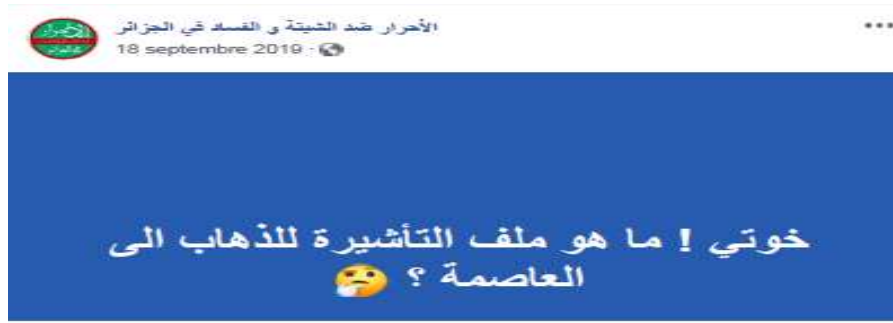 الأحرار ضد الشيتة و الفساد في الجزائر
18 septembre 2019 ·
خوتي ! ما هو ملف التأشيرة للذهاب الى
العاصمة ؟ 🤔